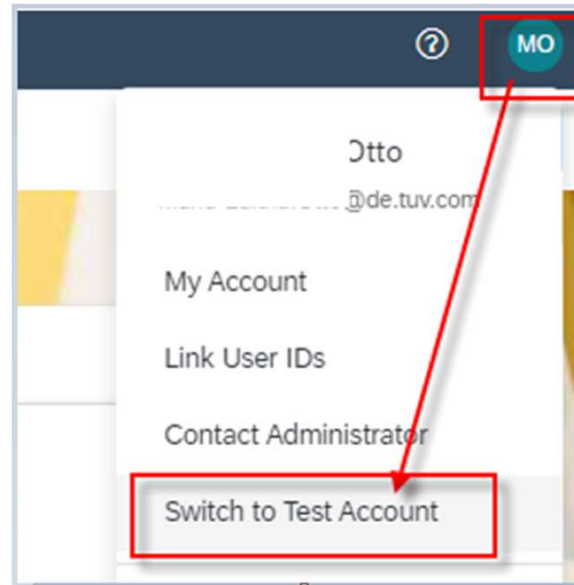 MO
Otto
@de.tuv.com
My Account
Link User IDs
Contact Administrator
Switch to Test Account